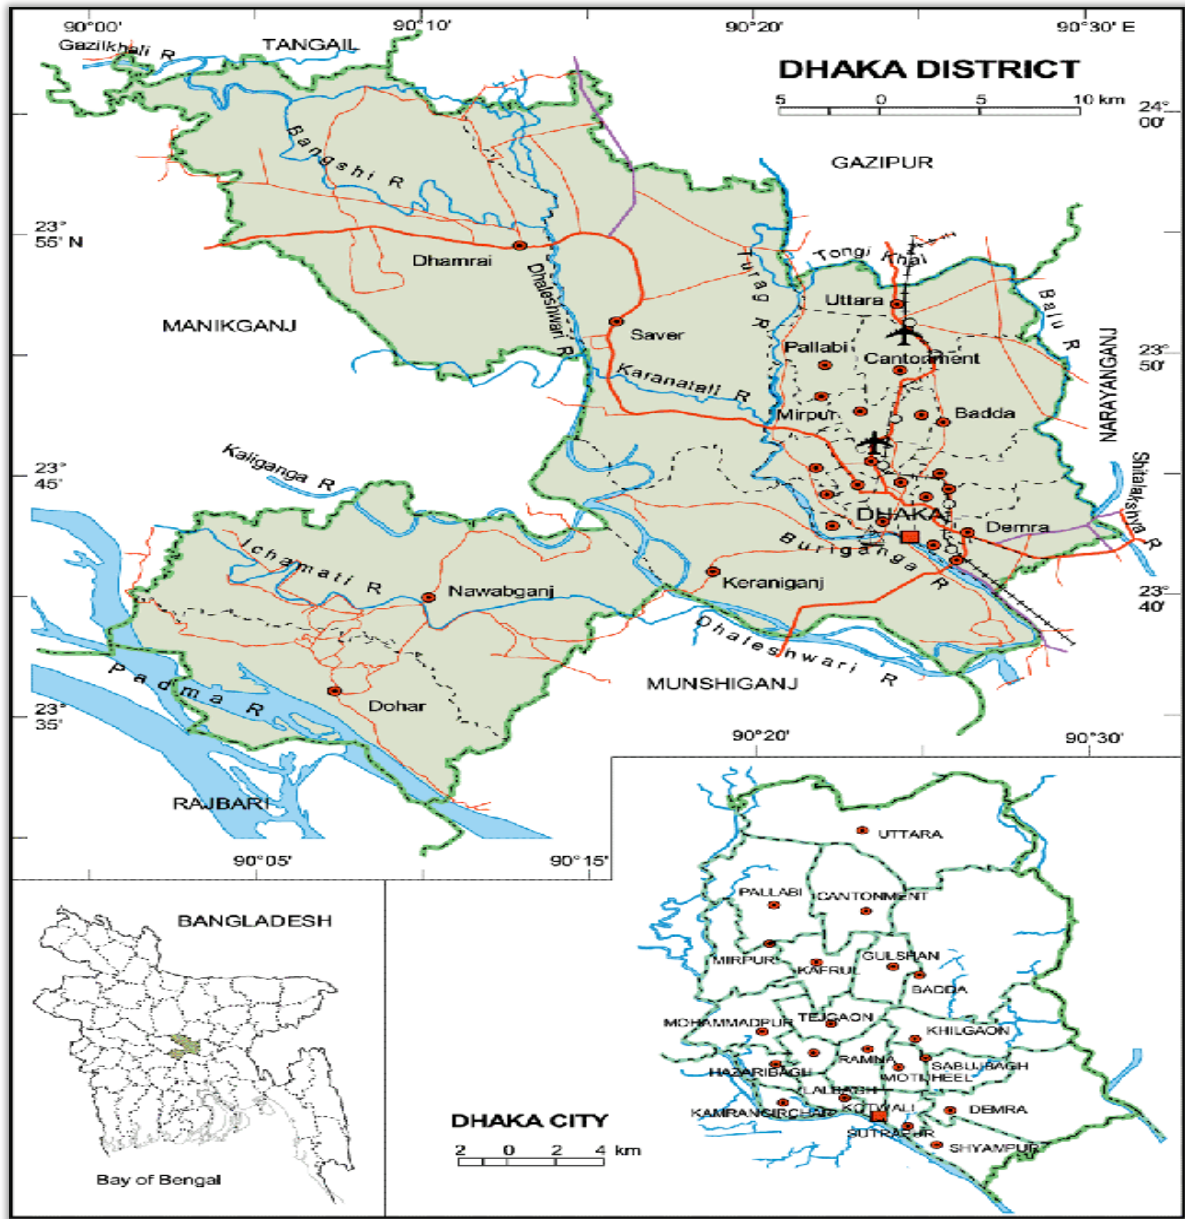 90°00'
90°10'
90°20'
90°30' E
Gazilkhali R
TANGAIL
DHAKA DISTRICT
5 0 5 10 km
24°
00'
GAZIPUR
Bangshi R
23°
55' N
Dhamrai
Dhaleshwari R
Turag R
Tongi Khal
Uttara
Balu R
MANIKGANJ
Saver
Pallabi
Cantonment
NARAYANGANJ
23°
50'
Karanatali R
Mirpur
Badda
Kaliganga R
23°
45'
Shitalakshya R
DHAKA
Demra
Buriganga R
Ichamati R
Nawabganj
Keraniganj
23°
40'
Dhaleshwari R
MUNSHIGANJ
Padma R
Dohar
23°
35'
RAJBARI
90°20'
90°30'
90°05'
90°15'
BANGLADESH
Bay of Bengal
UTTARA
PALLABI
CANTONMENT
MIRPUR
KAFRUL
GULSHAN
BADDA
MOHAMMADPUR
TEJGAON
KHILGAON
HAZARIBAGH
RAMNA
SABUJBAGH
MOTIJHEEL
LALBAGH
KAMRANGIRCHAR
KOTWALI
DEMRA
SUTRAPUR
SHYAMPUR
DHAKA CITY
2 0 2 4 km